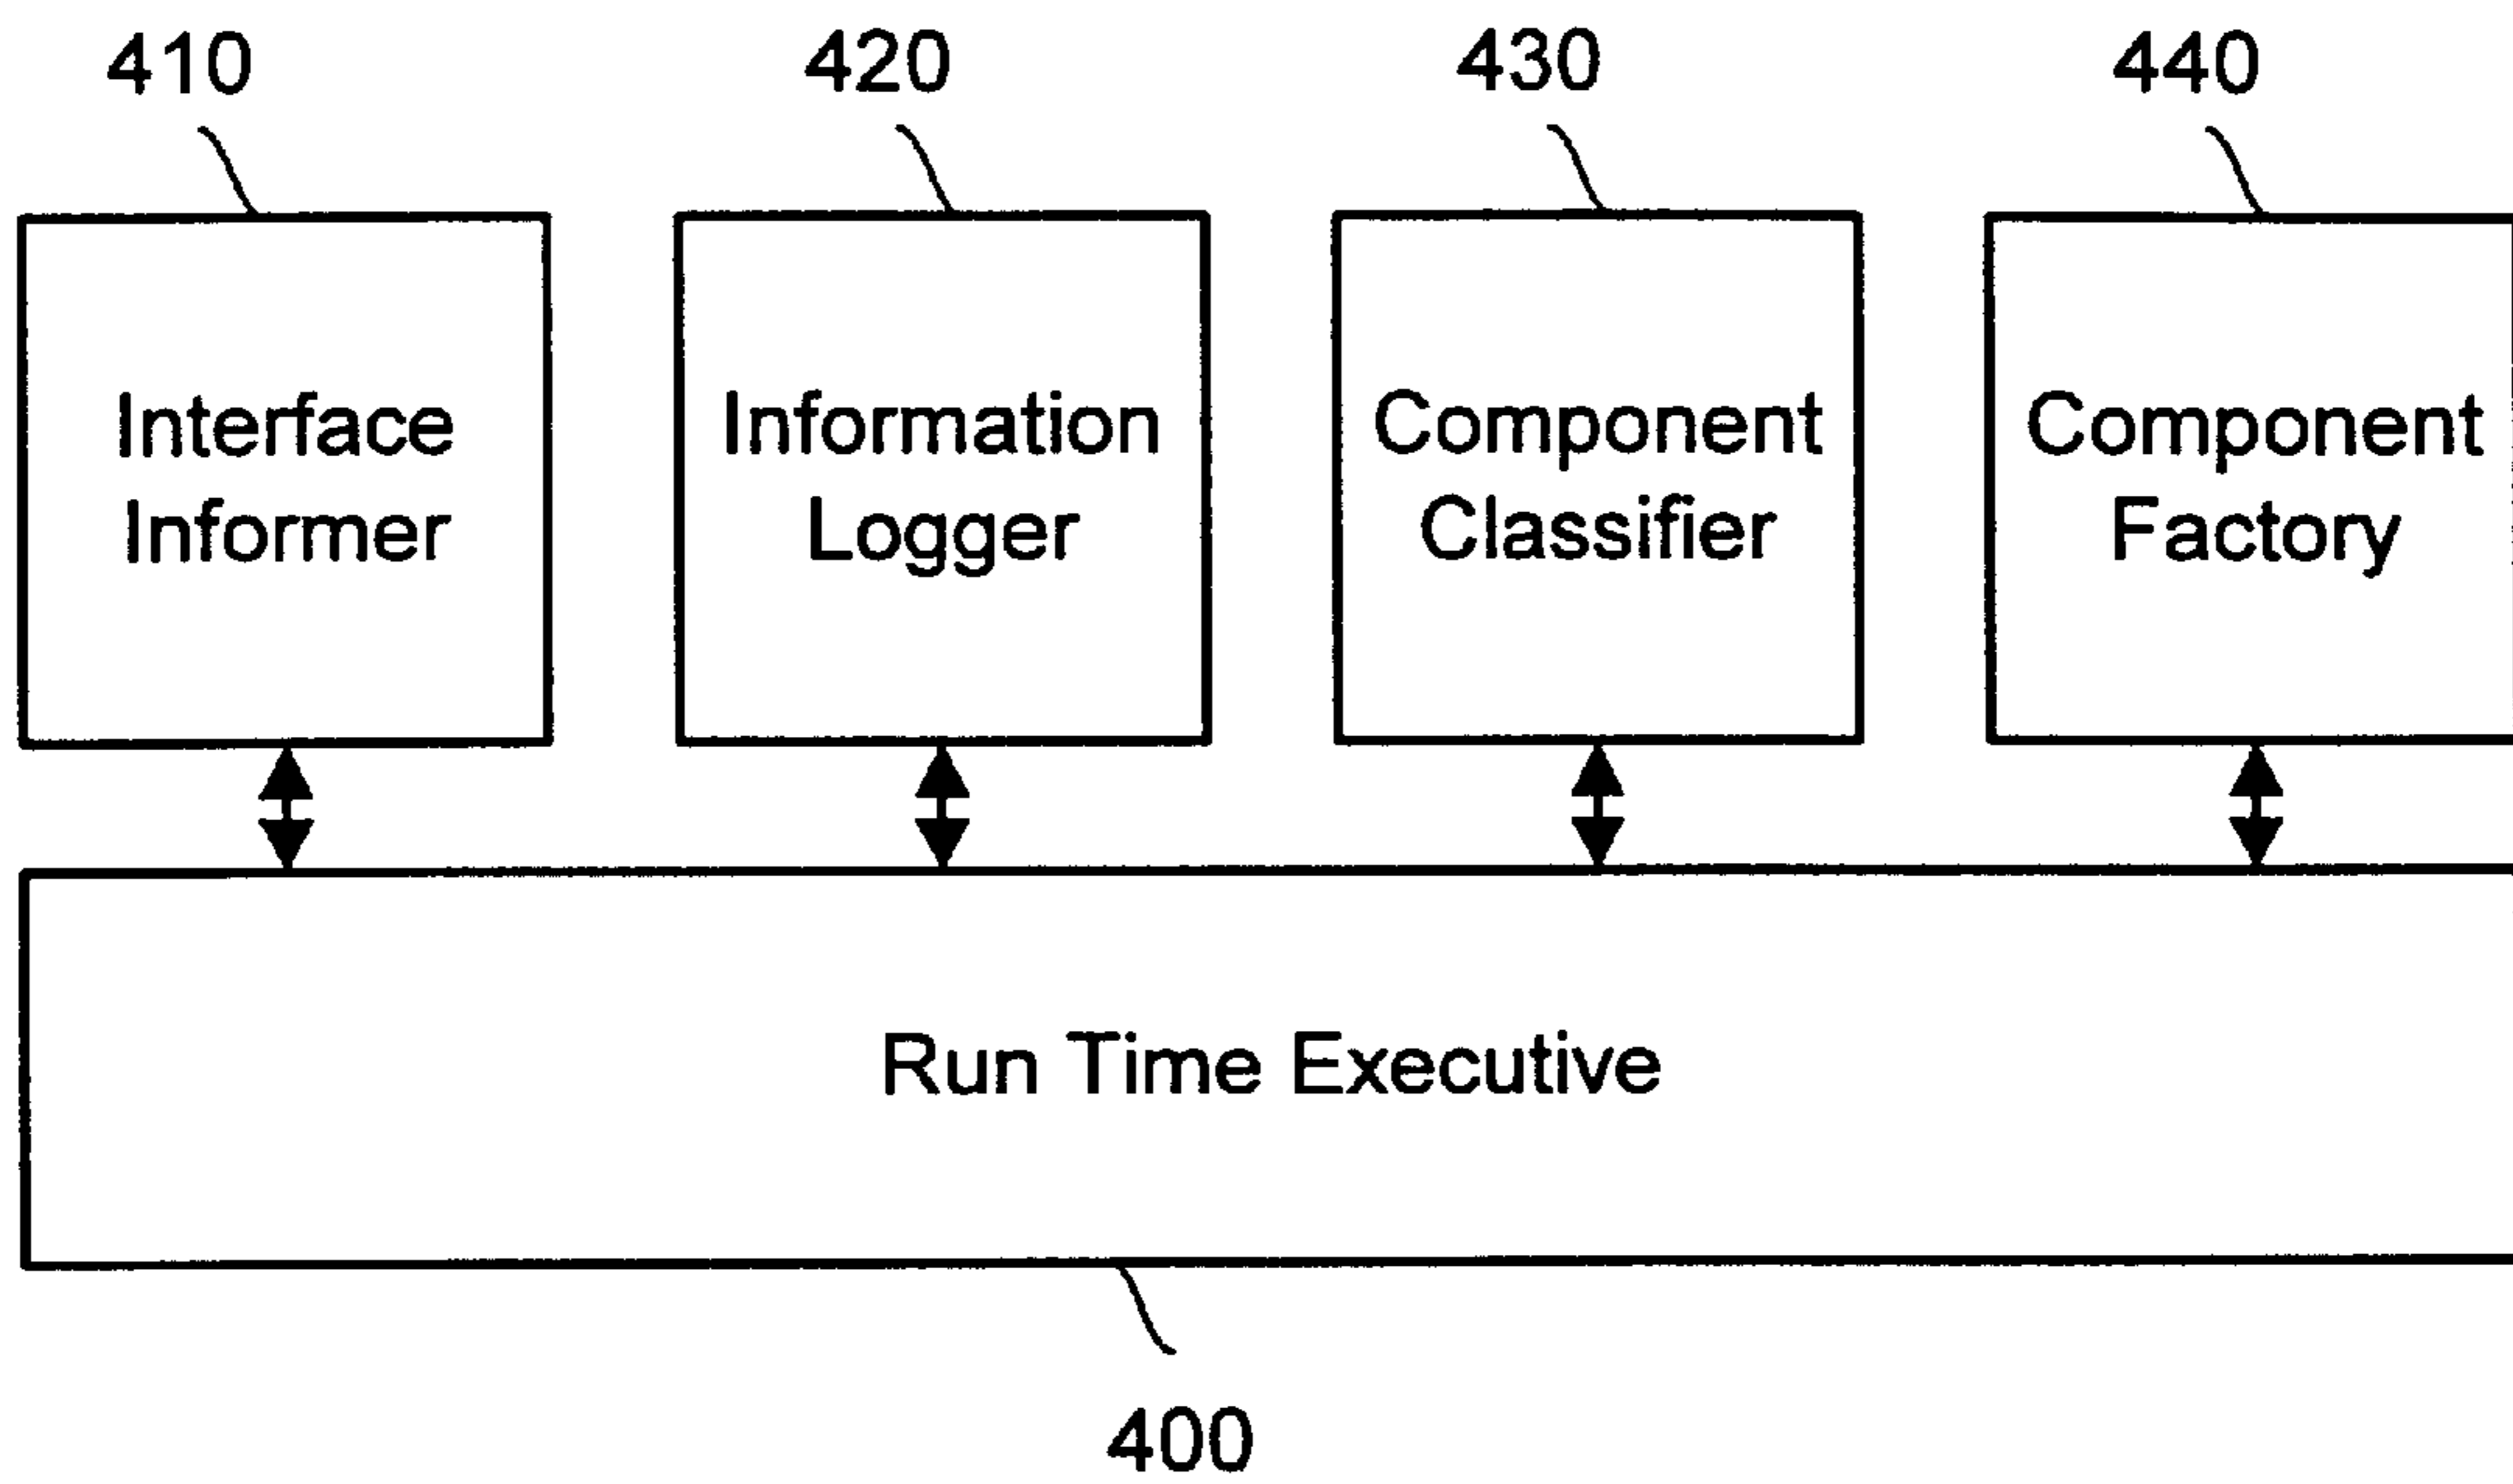 410
420
430
440
Interface
Informer
Information
Logger
Component
Classifier
Component
Factory
Run Time Executive
400